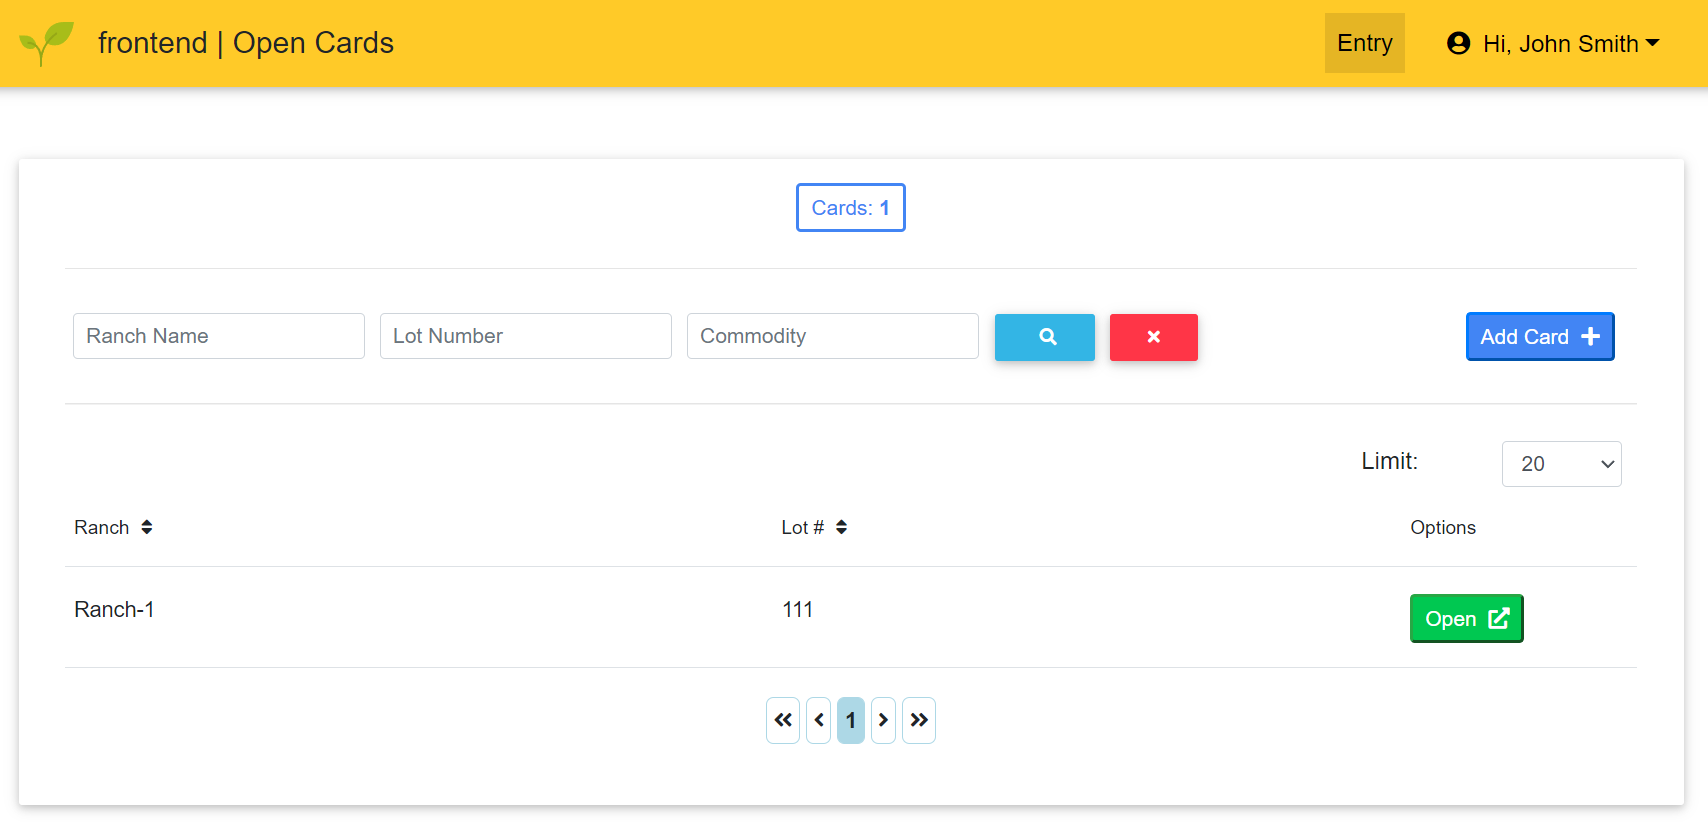 frontend | Open Cards
Entry
Hi, John Smith
Cards: 1
Ranch Name
Lot Number
Commodity
Add Card
Limit:
20
Ranch
Lot #
Options
Ranch-1
111
Open
1